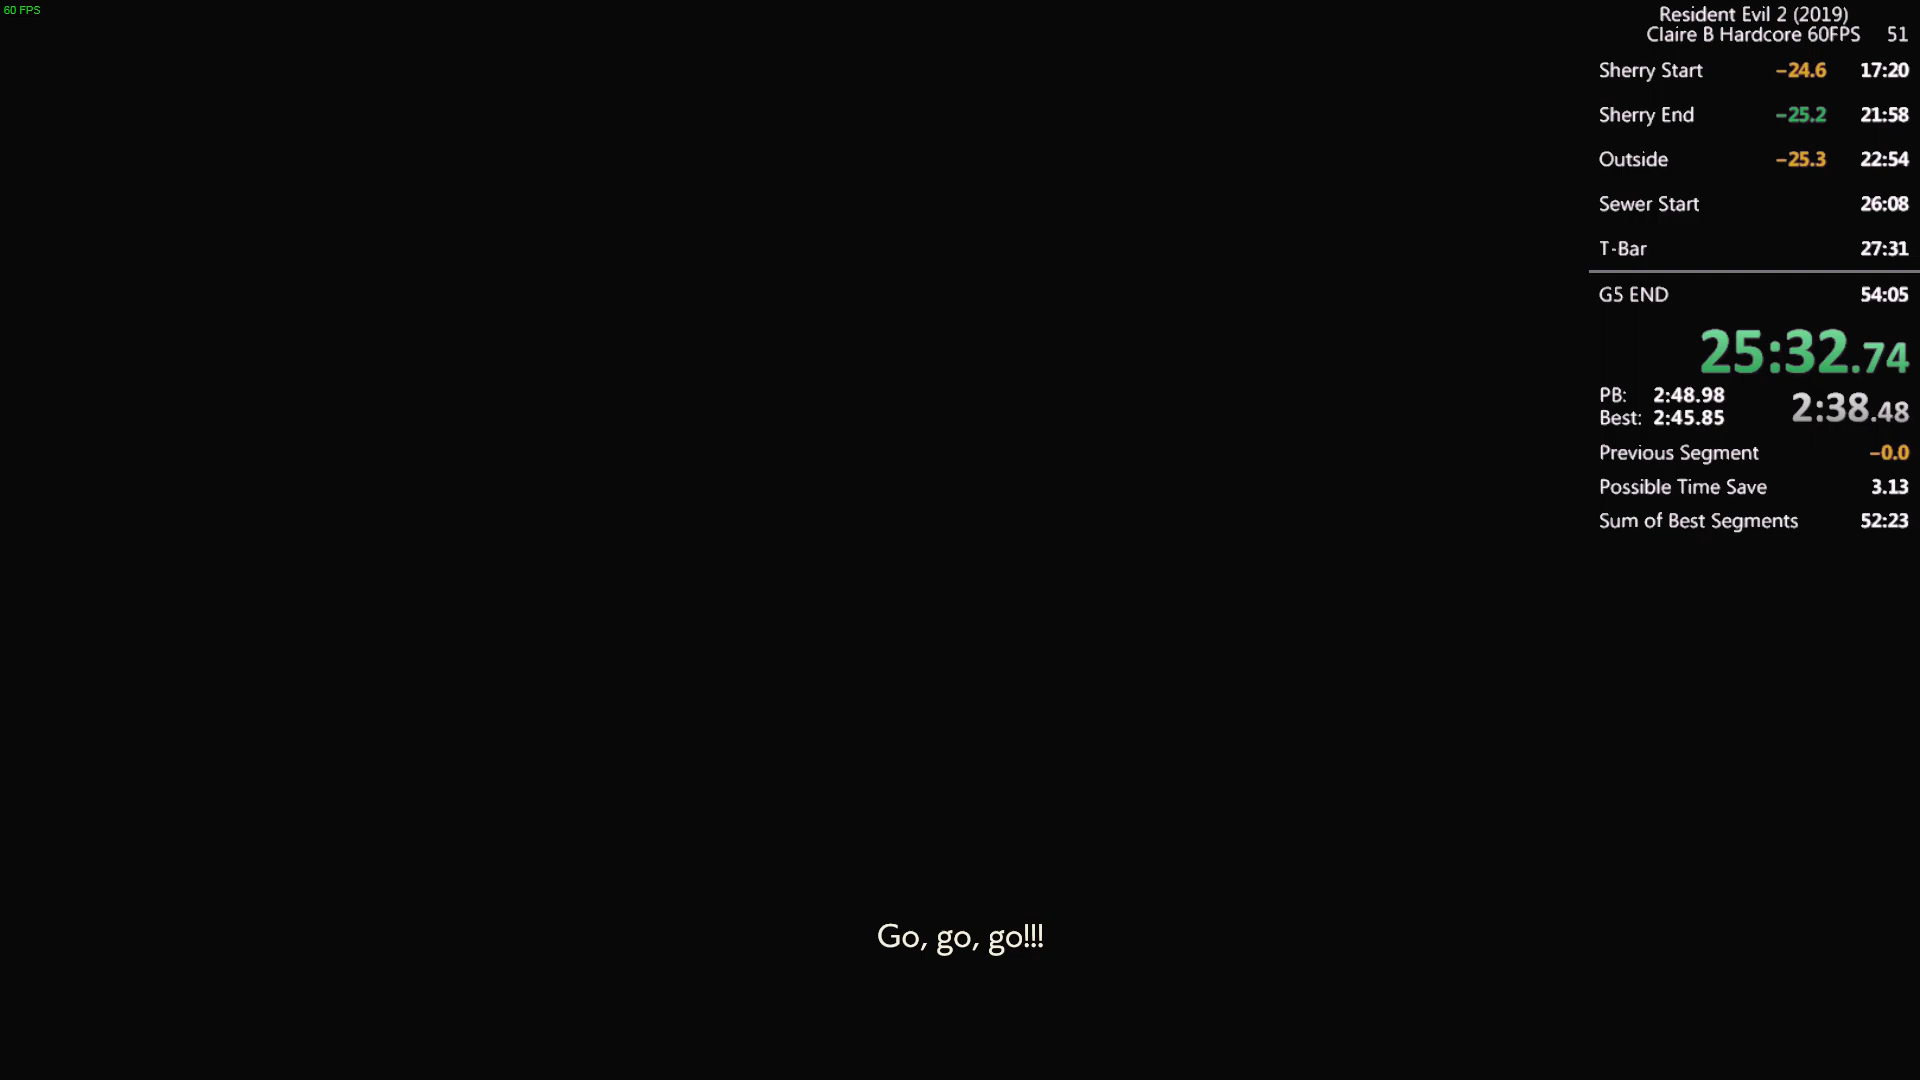 60 FPS
Resident Evil 2 (2019)
Claire B Hardcore 60FPS 51
Sherry Start -24.6 17:20
Sherry End -25.2 21:58
Outside -25.3 22:54
Sewer Start 26:08
T-Bar 27:31
G5 END 54:05
25:32.74
PB: 2:48.98
Best: 2:45.85
2:38.48
Previous Segment -0.0
Possible Time Save 3.13
Sum of Best Segments 52:23
Go, go, go!!!